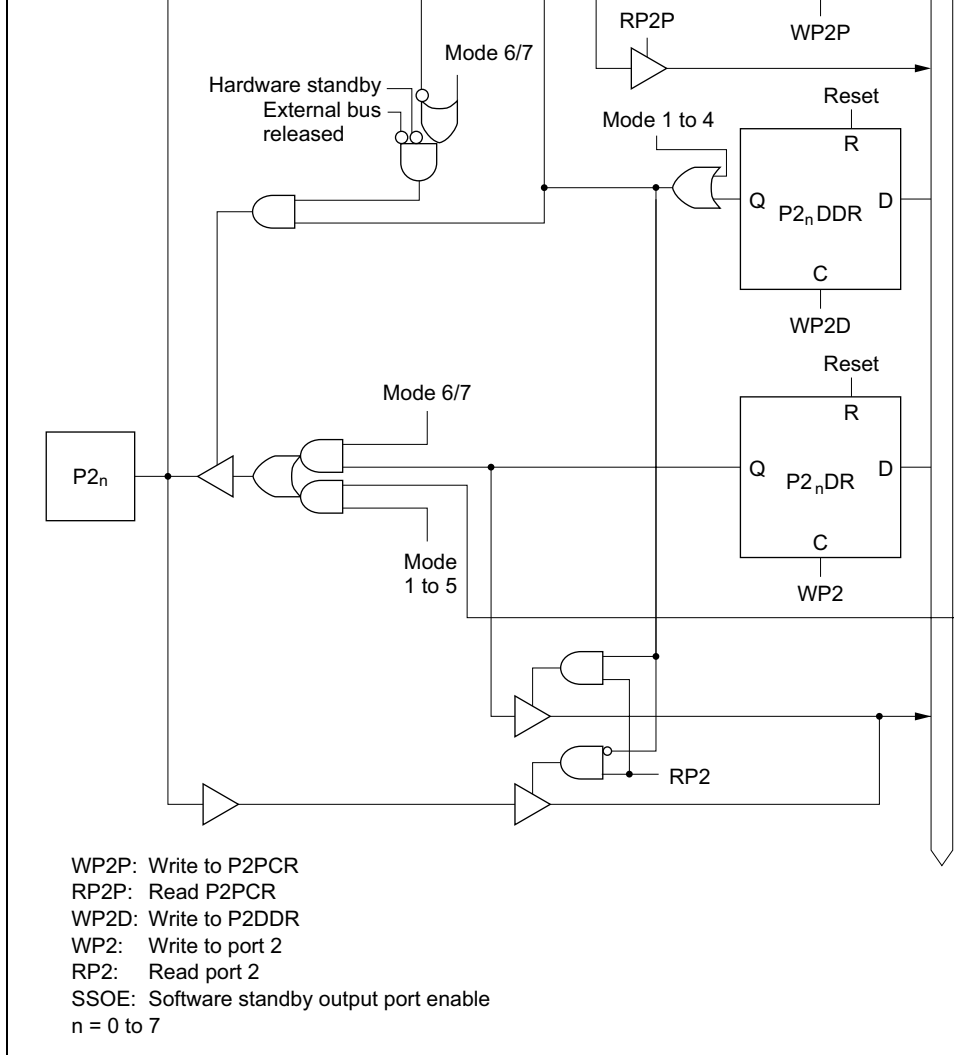 RP2P
WP2P
Mode 6/7
Hardware standby
External bus
released
Reset
Mode 1 to 4
R
Q
P2nDDR
D
C
WP2D
Reset
Mode 6/7
R
P2n
Q
P2nDR
D
C
Mode
1 to 5
WP2
RP2
WP2P: Write to P2PCR
RP2P: Read P2PCR
WP2D: Write to P2DDR
WP2: Write to port 2
RP2: Read port 2
SSOE: Software standby output port enable
n = 0 to 7